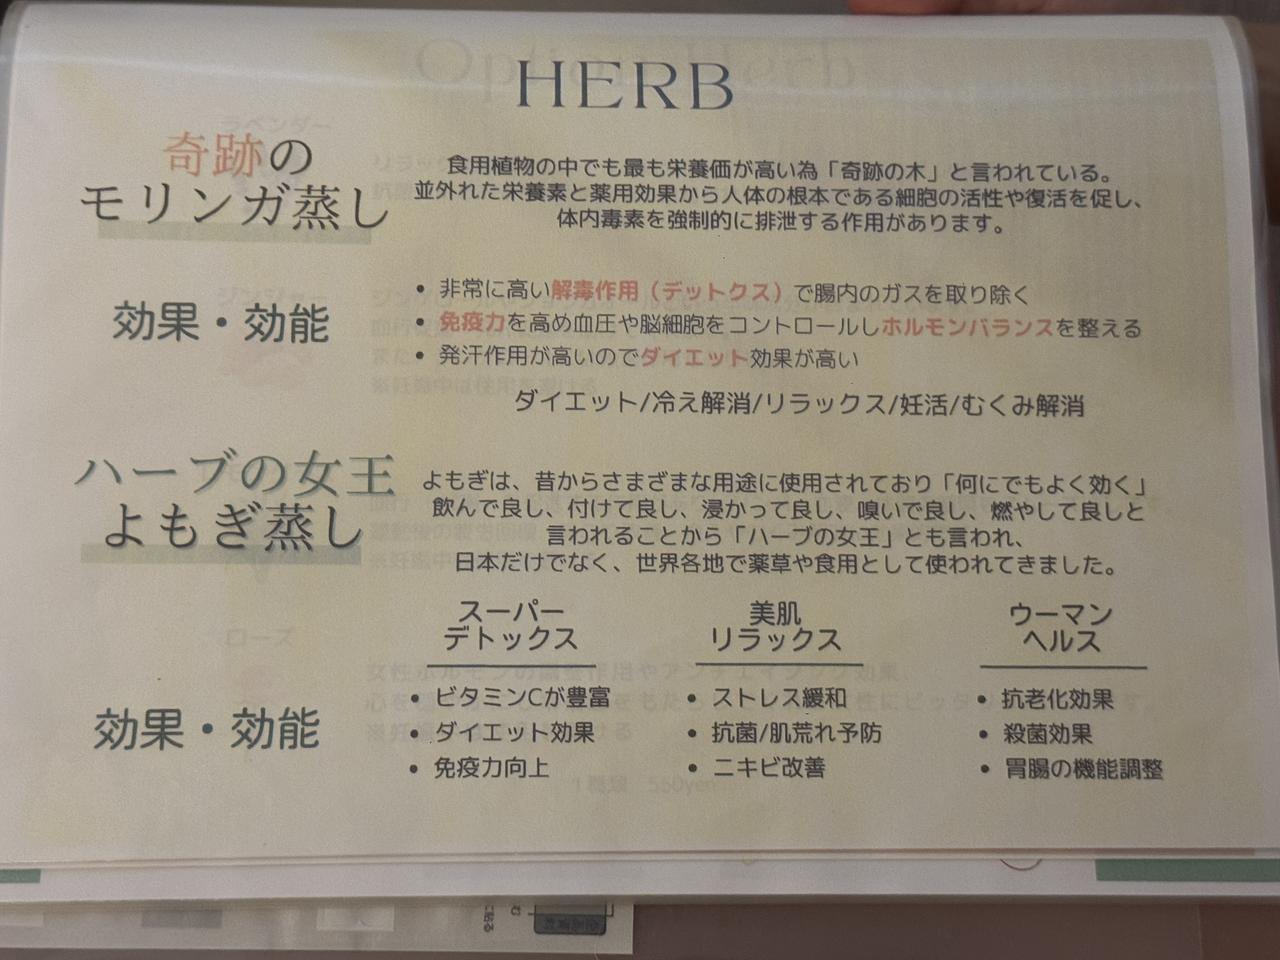 HERB
奇跡の
モリンガ蒸し
食用植物の中でも最も栄養価が高い為「奇跡の木」と言われている。
並外れた栄養素と薬用効果から人体の根本である細胞の活性や復活を促し、
体内毒素を強制的に排泄する作用があります。
効果・効能
• 非常に高い解毒作用（デットクス）で腸内のガスを取り除く
• 免疫力を高め血圧や脳細胞をコントロールしホルモンバランスを整える
• 発汗作用が高いのでダイエット効果が高い
ダイエット/冷え解消/リラックス/妊活/むくみ解消
ハーブの女王
よもぎ蒸し
よもぎは、昔からさまざまな用途に使用されており「何にでもよく効く」
飲んで良し、付けて良し、浸かって良し、嗅いで良し、燃やして良しと
言われることから「ハーブの女王」とも言われ、
日本だけでなく、世界各地で薬草や食用として使われてきました。
効果・効能
スーパー
デトックス
• ビタミンCが豊富
• ダイエット効果
• 免疫力向上
美肌
リラックス
• ストレス緩和
• 抗菌/肌荒れ予防
• ニキビ改善
ウーマン
ヘルス
• 抗老化効果
• 殺菌効果
• 胃腸の機能調整